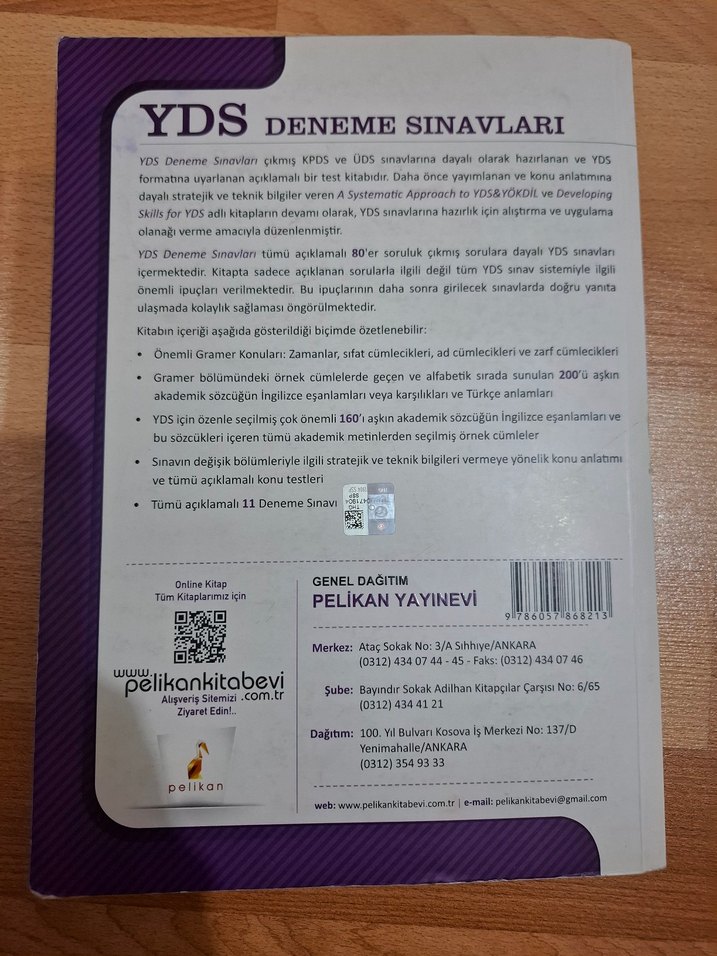 YDS DENEME SINAVLARI
YDS Deneme Sınavları çıkmış KPDS ve ÜDS sınavlarına dayalı olarak hazırlanan ve YDS
formatına uyarlanan açıklamalı bir test kitabıdır. Daha önce yayımlanan ve konu anlatımına
dayalı stratejik ve teknik bilgiler veren A Systematic Approach to YDS&YÖKDİL ve Developing
Skills for YDS adlı kitapların devamı olarak, YDS sınavlarına hazırlık için alıştırma ve uygulama
olanağı verme amacıyla düzenlenmiştir.
YDS Deneme Sınavları tümü açıklamalı 80'er soruluk çıkmış sorulara dayalı YDS sınavları
içermektedir. Kitapta sadece açıklanan sorularla ilgili değil tüm YDS sınav sistemiyle ilgili
önemli ipuçları verilmektedir. Bu ipuçlarının daha sonra girilecek sınavlarda doğru yanıta
ulaşmada kolaylık sağlaması öngörülmektedir.
Kitabın içeriği aşağıda gösterildiği biçimde özetlenebilir:
• Önemli Gramer Konuları: Zamanlar, sıfat cümlecikleri, ad cümlecikleri ve zarf cümlecikleri
• Gramer bölümündeki örnek cümlelerde geçen ve alfabetik sırada sunulan 200'ü aşkın
akademik sözcüğün İngilizce eşanlamları veya karşılıkları ve Türkçe anlamları
• YDS için özenle seçilmiş çok önemli 160'ı aşkın akademik sözcüğün İngilizce eşanlamları ve
bu sözcükleri içeren tümü akademik metinlerden seçilmiş örnek cümleler
• Sınavın değişik bölümleriyle ilgili stratejik ve teknik bilgileri vermeye yönelik konu anlatımı
ve tümü açıklamalı konu testleri
• Tümü açıklamalı 11 Deneme Sınavı
Online Kitap
Tüm Kitaplarımız için
www.
pelikankitabevi
.com.tr
Alışveriş Sitemizi
Ziyaret Edin!..
pelikan
GENEL DAĞITIM
PELİKAN YAYINEVİ
9 786057 868213
Merkez: Ataç Sokak No: 3/A Sıhhıye/ANKARA
(0312) 434 07 44 - 45 - Faks: (0312) 434 07 46
Şube: Bayındır Sokak Adilhan Kitapçılar Çarşısı No: 6/65
(0312) 434 41 21
Dağıtım: 100. Yıl Bulvarı Kosova İş Merkezi No: 137/D
Yenimahalle/ANKARA
(0312) 354 93 33
web: www.pelikankitabevi.com.tr | e-mail: pelikankitabevi@gmail.com